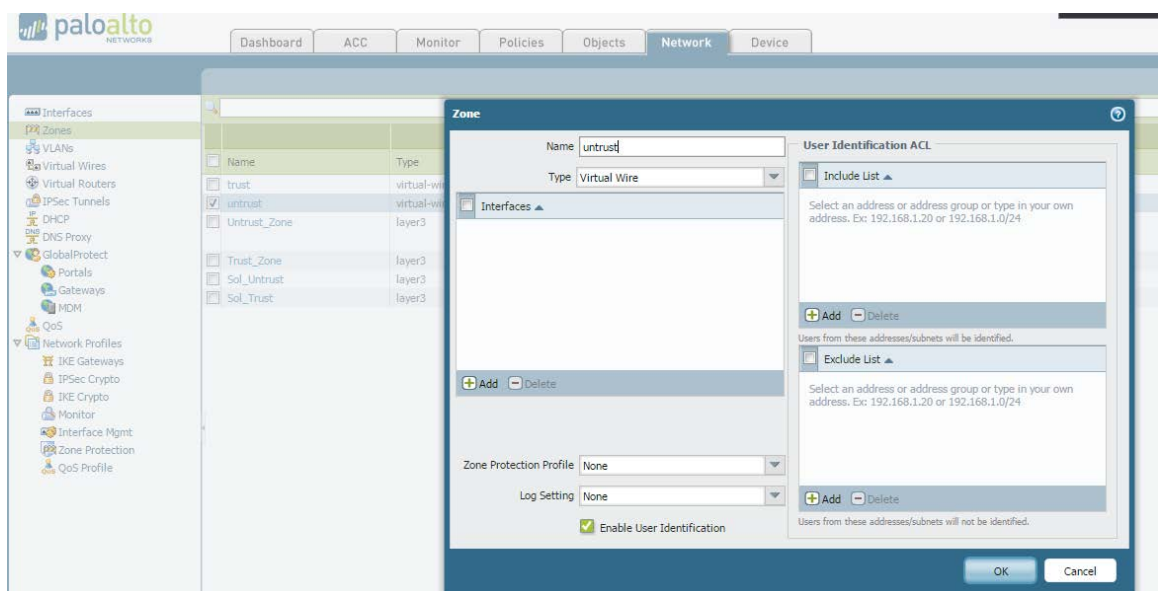 paloalto
NETWORKS
Dashboard ACC Monitor Policies Objects Network Device
Interfaces
Zones
VLANs
Virtual Wires
Virtual Routers
IPSec Tunnels
DHCP
DNS Proxy
GlobalProtect
Portals
Gateways
MDM
QoS
Network Profiles
IKE Gateways
IPSec Crypto
IKE Crypto
Monitor
Interface Mgmt
Zone Protection
QoS Profile
Name Type
trust virtual-wi
untrust virtual-wi
Untrust_Zone layer3
Trust_Zone layer3
Sol_Untrust layer3
Sol_Trust layer3
Zone
Name untrust
Type Virtual Wire
Interfaces
Add Delete
Zone Protection Profile None
Log Setting None
Enable User Identification
User Identification ACL
Include List
Select an address or address group or type in your own
address. Ex: 192.168.1.20 or 192.168.1.0/24
Add Delete
Users from these addresses/subnets will be identified.
Exclude List
Select an address or address group or type in your own
address. Ex: 192.168.1.20 or 192.168.1.0/24
Add Delete
Users from these addresses/subnets will not be identified.
OK Cancel